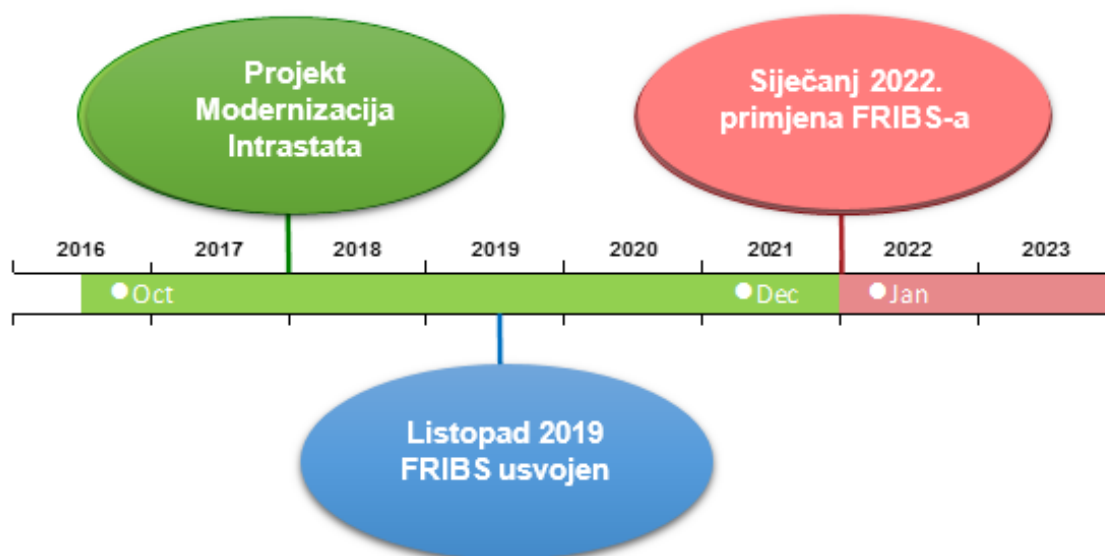 Projekt
Modernizacija
Intrastata
Siječanj 2022.
primjena FRIBS-a
2016 2017 2018 2019 2020 2021 2022 2023
Oct Dec Jan
Listopad 2019
FRIBS usvojen